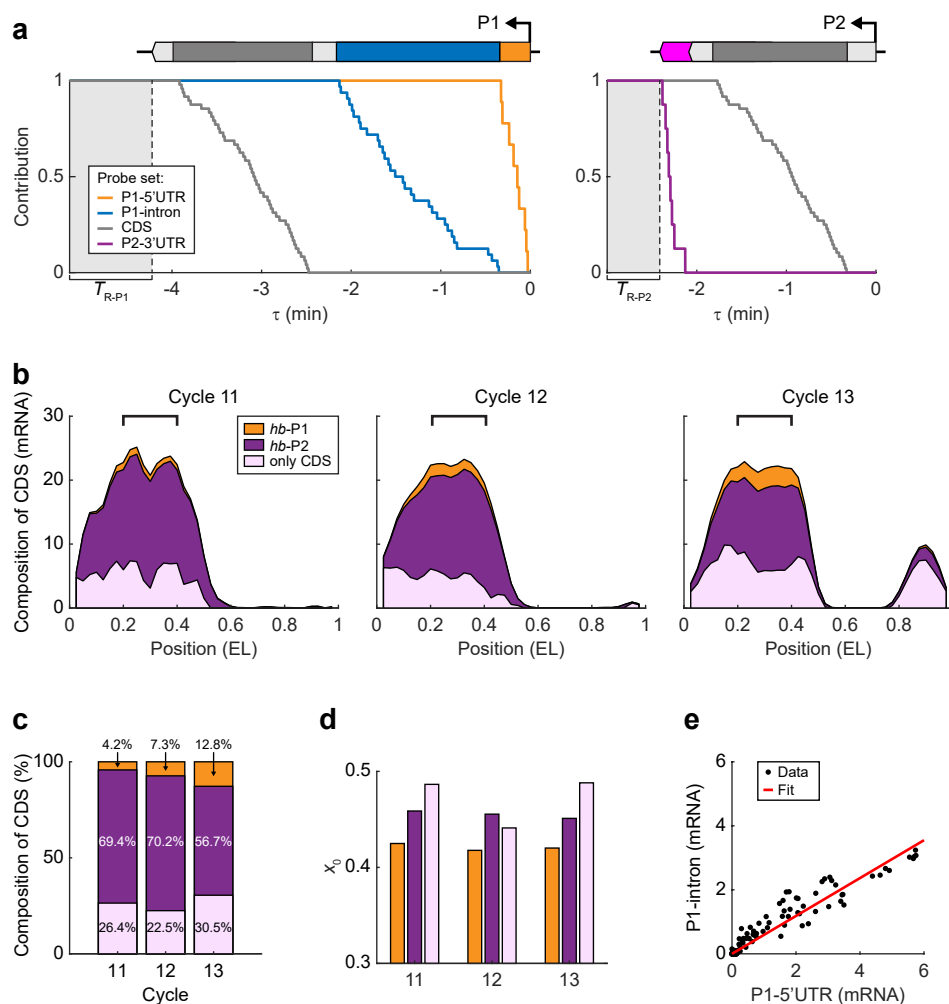 a
P1
P2
1
0.5
0
Contribution
Probe set:
P1-5'UTR
P1-intron
CDS
P2-3'UTR
T R-P1
-4
-3
-2
-1
0
τ (min)
1
0.5
0
T R-P2
-2
-1
0
τ (min)
b
Cycle 11
Cycle 12
Cycle 13
Composition of CDS (mRNA)
30
20
10
0
hb-P1
hb-P2
only CDS
0
0.2
0.4
0.6
0.8
Position (EL)
0
0.2
0.4
0.6
0.8
1
Position (EL)
0
0.2
0.4
0.6
0.8
Position (EL)
c
Composition of CDS (%)
100
50
0
4.2%
7.3%
12.8%
69.4%
70.2%
56.7%
26.4%
22.5%
30.5%
11
12
13
Cycle
d
x0
0.5
0.4
0.3
11
12
13
e
P1-intron (mRNA)
6
4
2
0
Data
Fit
0
2
4
6
P1-5'UTR (mRNA)